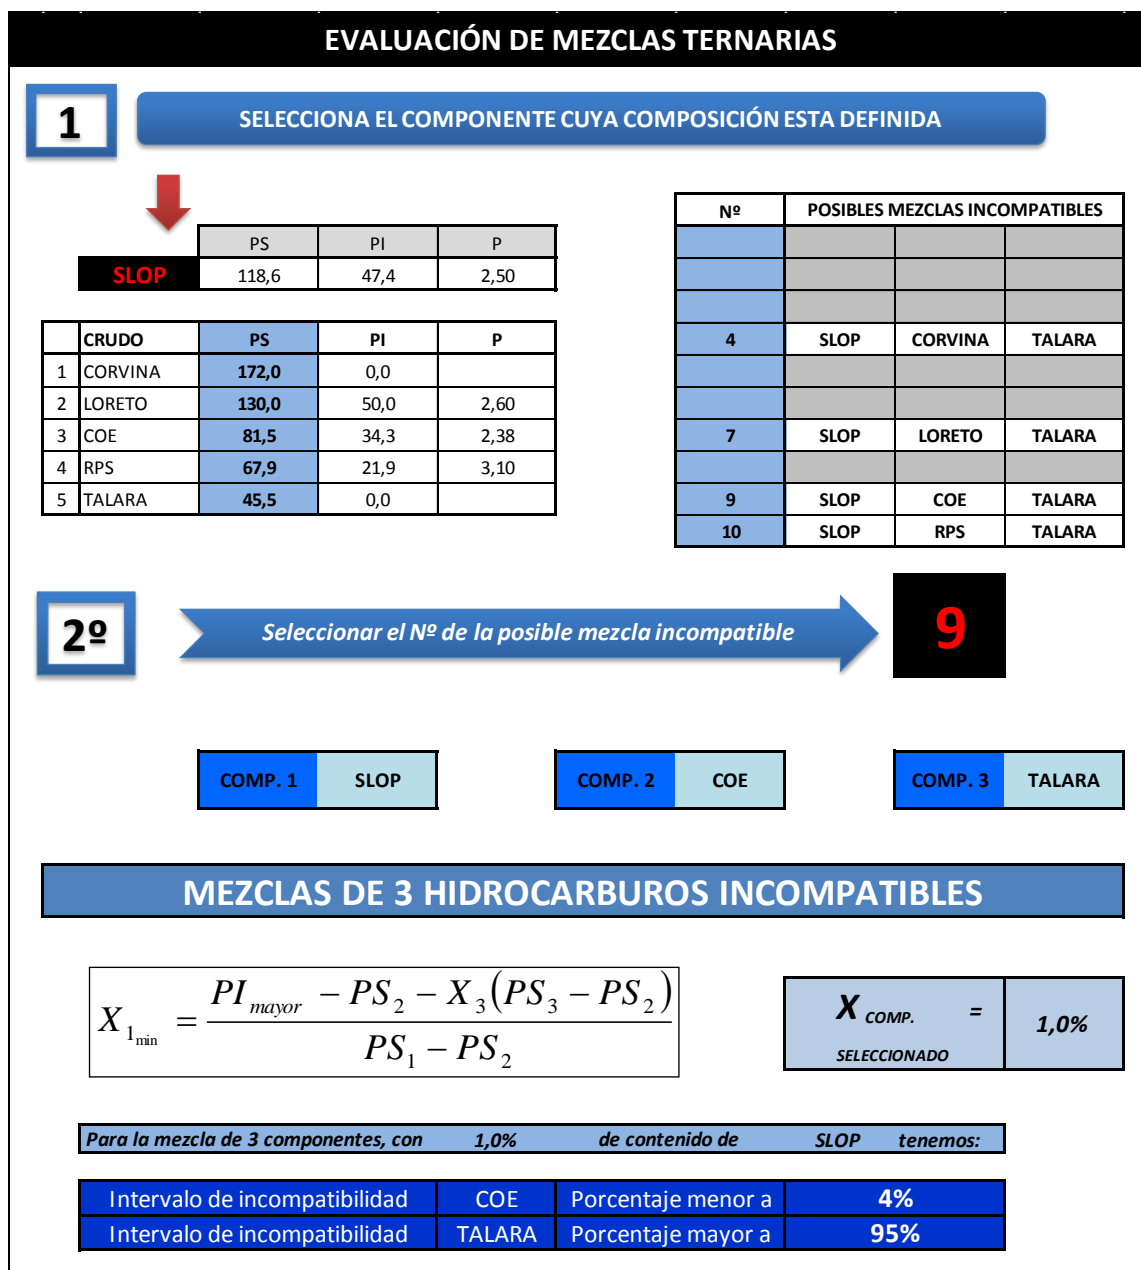 EVALUACIÓN DE MEZCLAS TERNARIAS
1
SELECCIONA EL COMPONENTE CUYA COMPOSICIÓN ESTA DEFINIDA
PS PI P
SLOP 118,6 47,4 2,50
CRUDO PS PI P
1 CORVINA 172,0 0,0
2 LORETO 130,0 50,0 2,60
3 COE 81,5 34,3 2,38
4 RPS 67,9 21,9 3,10
5 TALARA 45,5 0,0
Nº POSIBLES MEZCLAS INCOMPATIBLES
4 SLOP CORVINA TALARA
7 SLOP LORETO TALARA
9 SLOP COE TALARA
10 SLOP RPS TALARA
2º
Seleccionar el Nº de la posible mezcla incompatible
9
COMP. 1 SLOP
COMP. 2 COE
COMP. 3 TALARA
MEZCLAS DE 3 HIDROCARBUROS INCOMPATIBLES
X₁min = (PI mayor − PS₂ − X₃(PS₃ − PS₂)) / (PS₁ − PS₂)
X COMP. = 1,0%
SELECCIONADO
Para la mezcla de 3 componentes, con 1,0% de contenido de SLOP tenemos:
Intervalo de incompatibilidad COE Porcentaje menor a 4%
Intervalo de incompatibilidad TALARA Porcentaje mayor a 95%